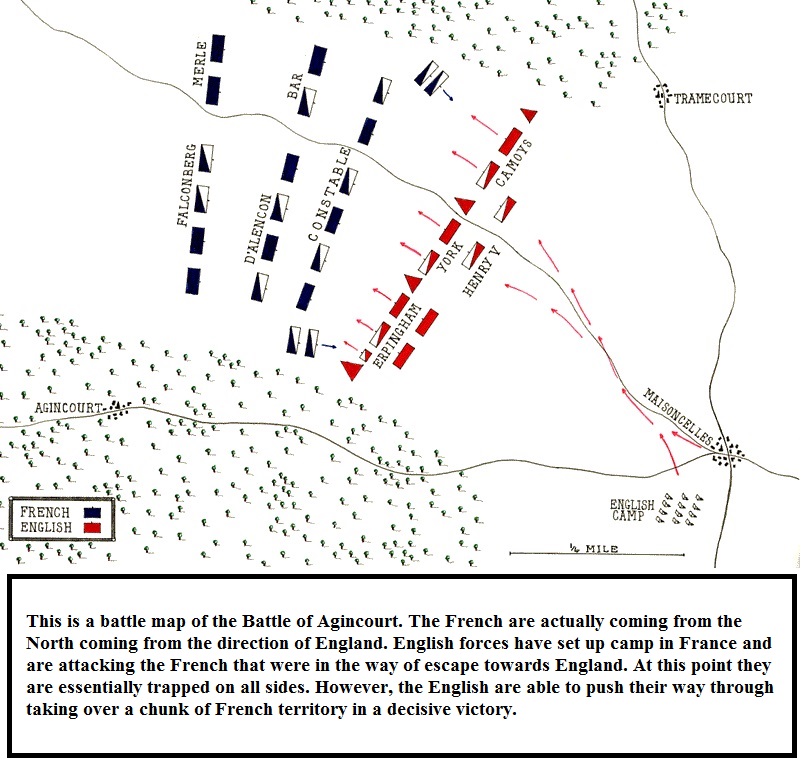 MERLE
BAR
TRAMECOURT
CAMOYS
FALCONBERG
D'ALENCON
CONSTABLE
YORK
HENRY V
ERPINGHAM
AGINCOURT
MAISONCELLES
FRENCH
ENGLISH
ENGLISH
CAMP
¼ MILE
This is a battle map of the Battle of Agincourt. The French are actually coming from the
North coming from the direction of England. English forces have set up camp in France and
are attacking the French that were in the way of escape towards England. At this point they
are essentially trapped on all sides. However, the English are able to push their way through
taking over a chunk of French territory in a decisive victory.